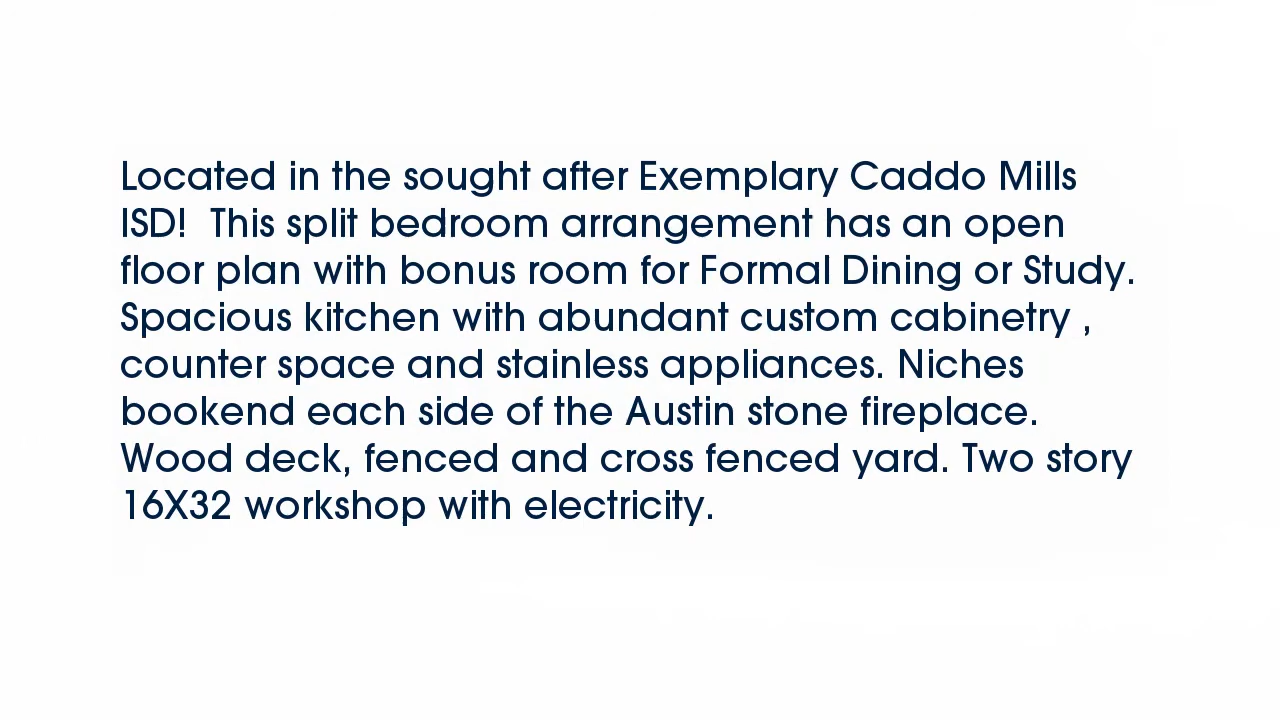 Located in the sought after Exemplary Caddo Mills
ISD!  This split bedroom arrangement has an open
floor plan with bonus room for Formal Dining or Study.
Spacious kitchen with abundant custom cabinetry ,
counter space and stainless appliances. Niches
bookend each side of the Austin stone fireplace.
Wood deck, fenced and cross fenced yard. Two story
16X32 workshop with electricity.